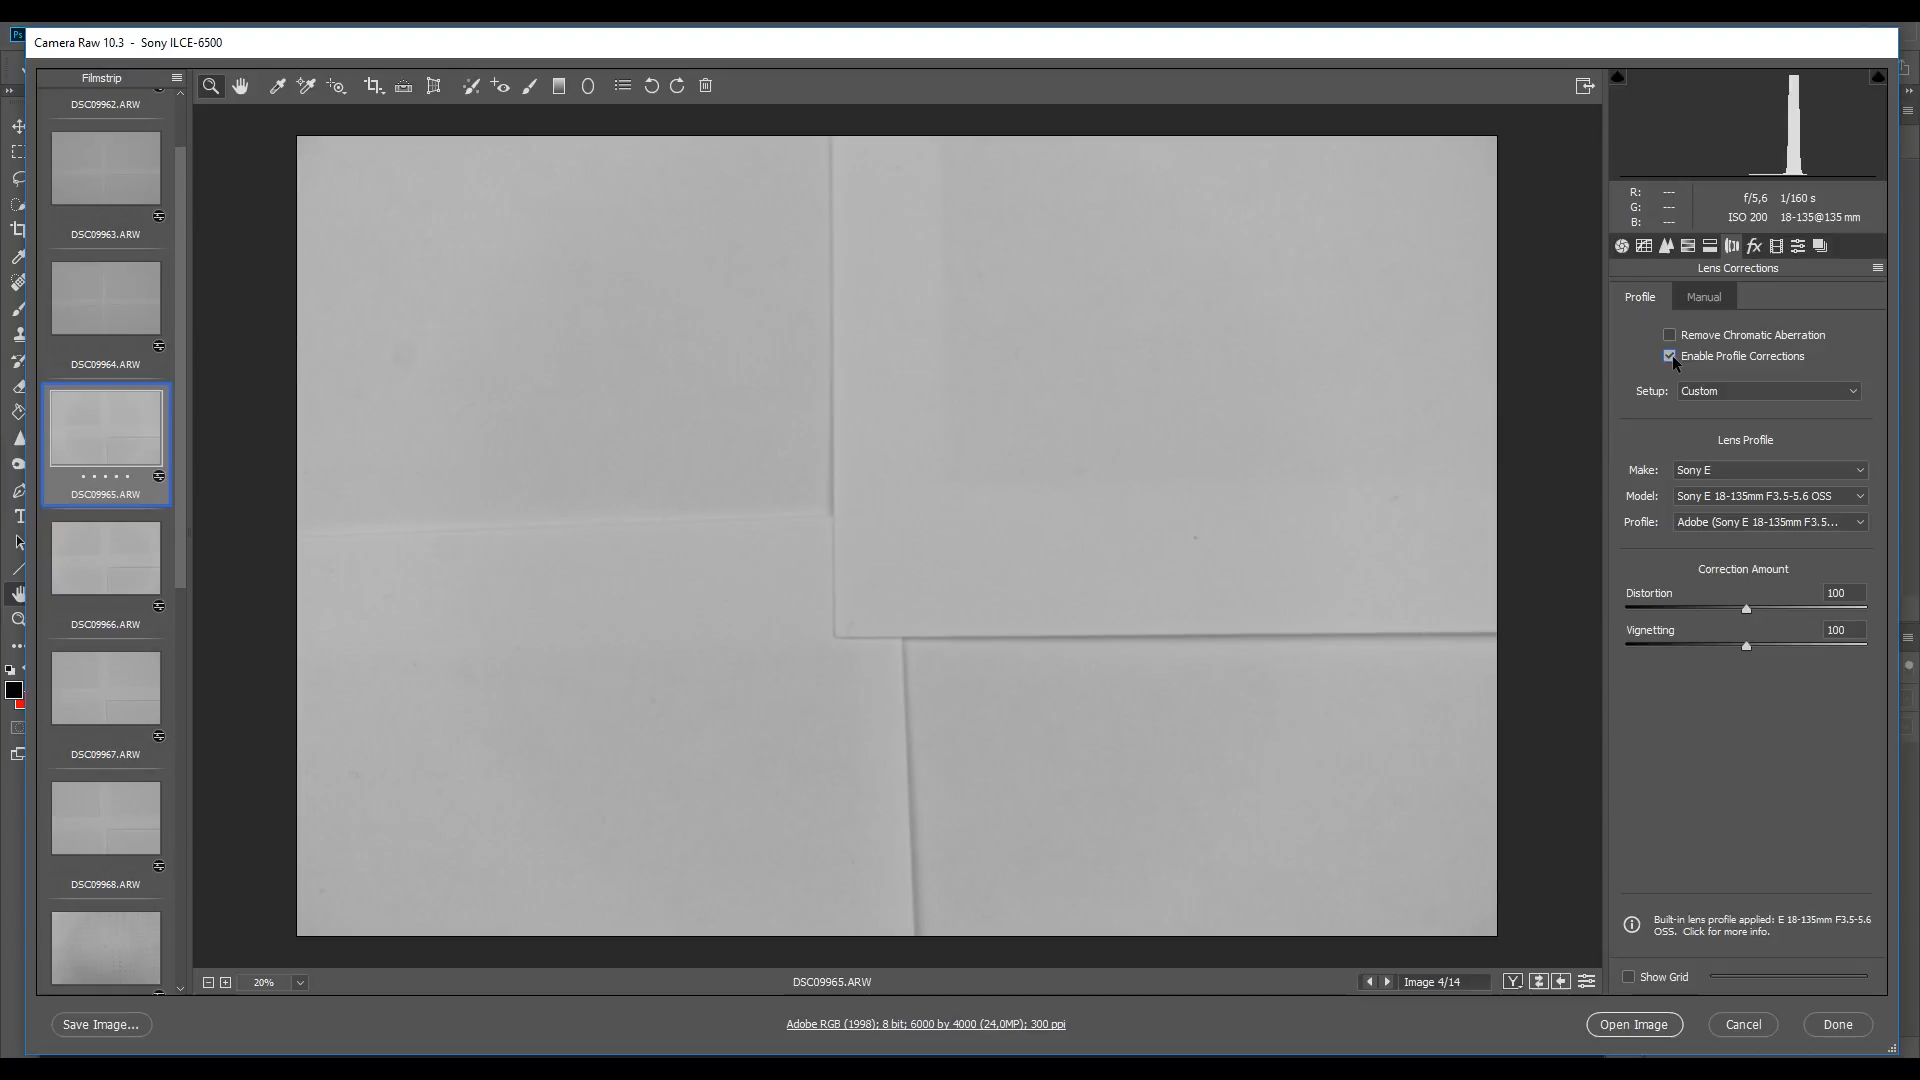 Ps
Camera Raw 10.3 - Sony ILCE-6500
Filmstrip
DSC09962.ARW
DSC09963.ARW
DSC09964.ARW
DSC09965.ARW
DSC09966.ARW
DSC09967.ARW
DSC09968.ARW
R: ---
G: ---
B: ---
f/5,6 1/160 s
ISO 200 18-135@135 mm
fx
Lens Corrections
Profile
Manual
Remove Chromatic Aberration
Enable Profile Corrections
Setup: Custom
Lens Profile
Make: Sony E
Model: Sony E 18-135mm F3.5-5.6 OSS
Profile: Adobe (Sony E 18-135mm F3.5...
Correction Amount
Distortion 100
Vignetting 100
Built-in lens profile applied: E 18-135mm F3.5-5.6
OSS. Click for more info.
Show Grid
20%
DSC09965.ARW
Image 4/14
Y
Save Image...
Adobe RGB (1998); 8 bit; 6000 by 4000 (24,0MP); 300 ppi
Open Image
Cancel
Done